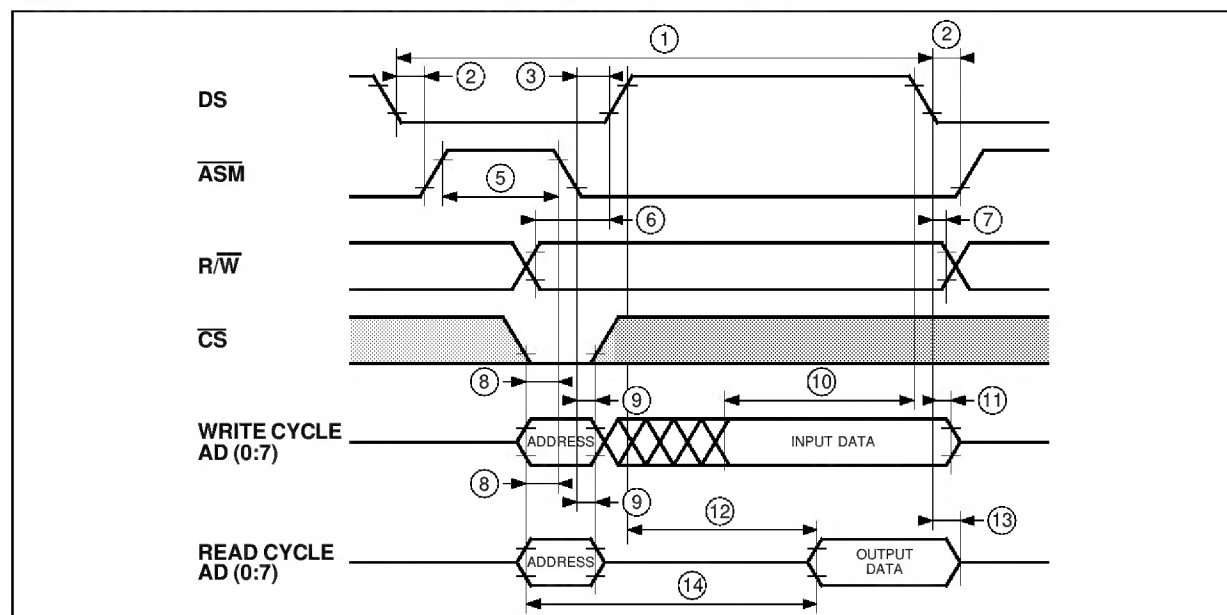 ①
② ②
③
DS
ASM
⑤
⑥ ⑦
R/W
CS
⑧ ⑩
⑨ ⑪
WRITE CYCLE ADDRESS INPUT DATA
AD (0:7)
⑧
⑨ ⑫ ⑬
READ CYCLE ADDRESS OUTPUT
AD (0:7) DATA
⑭